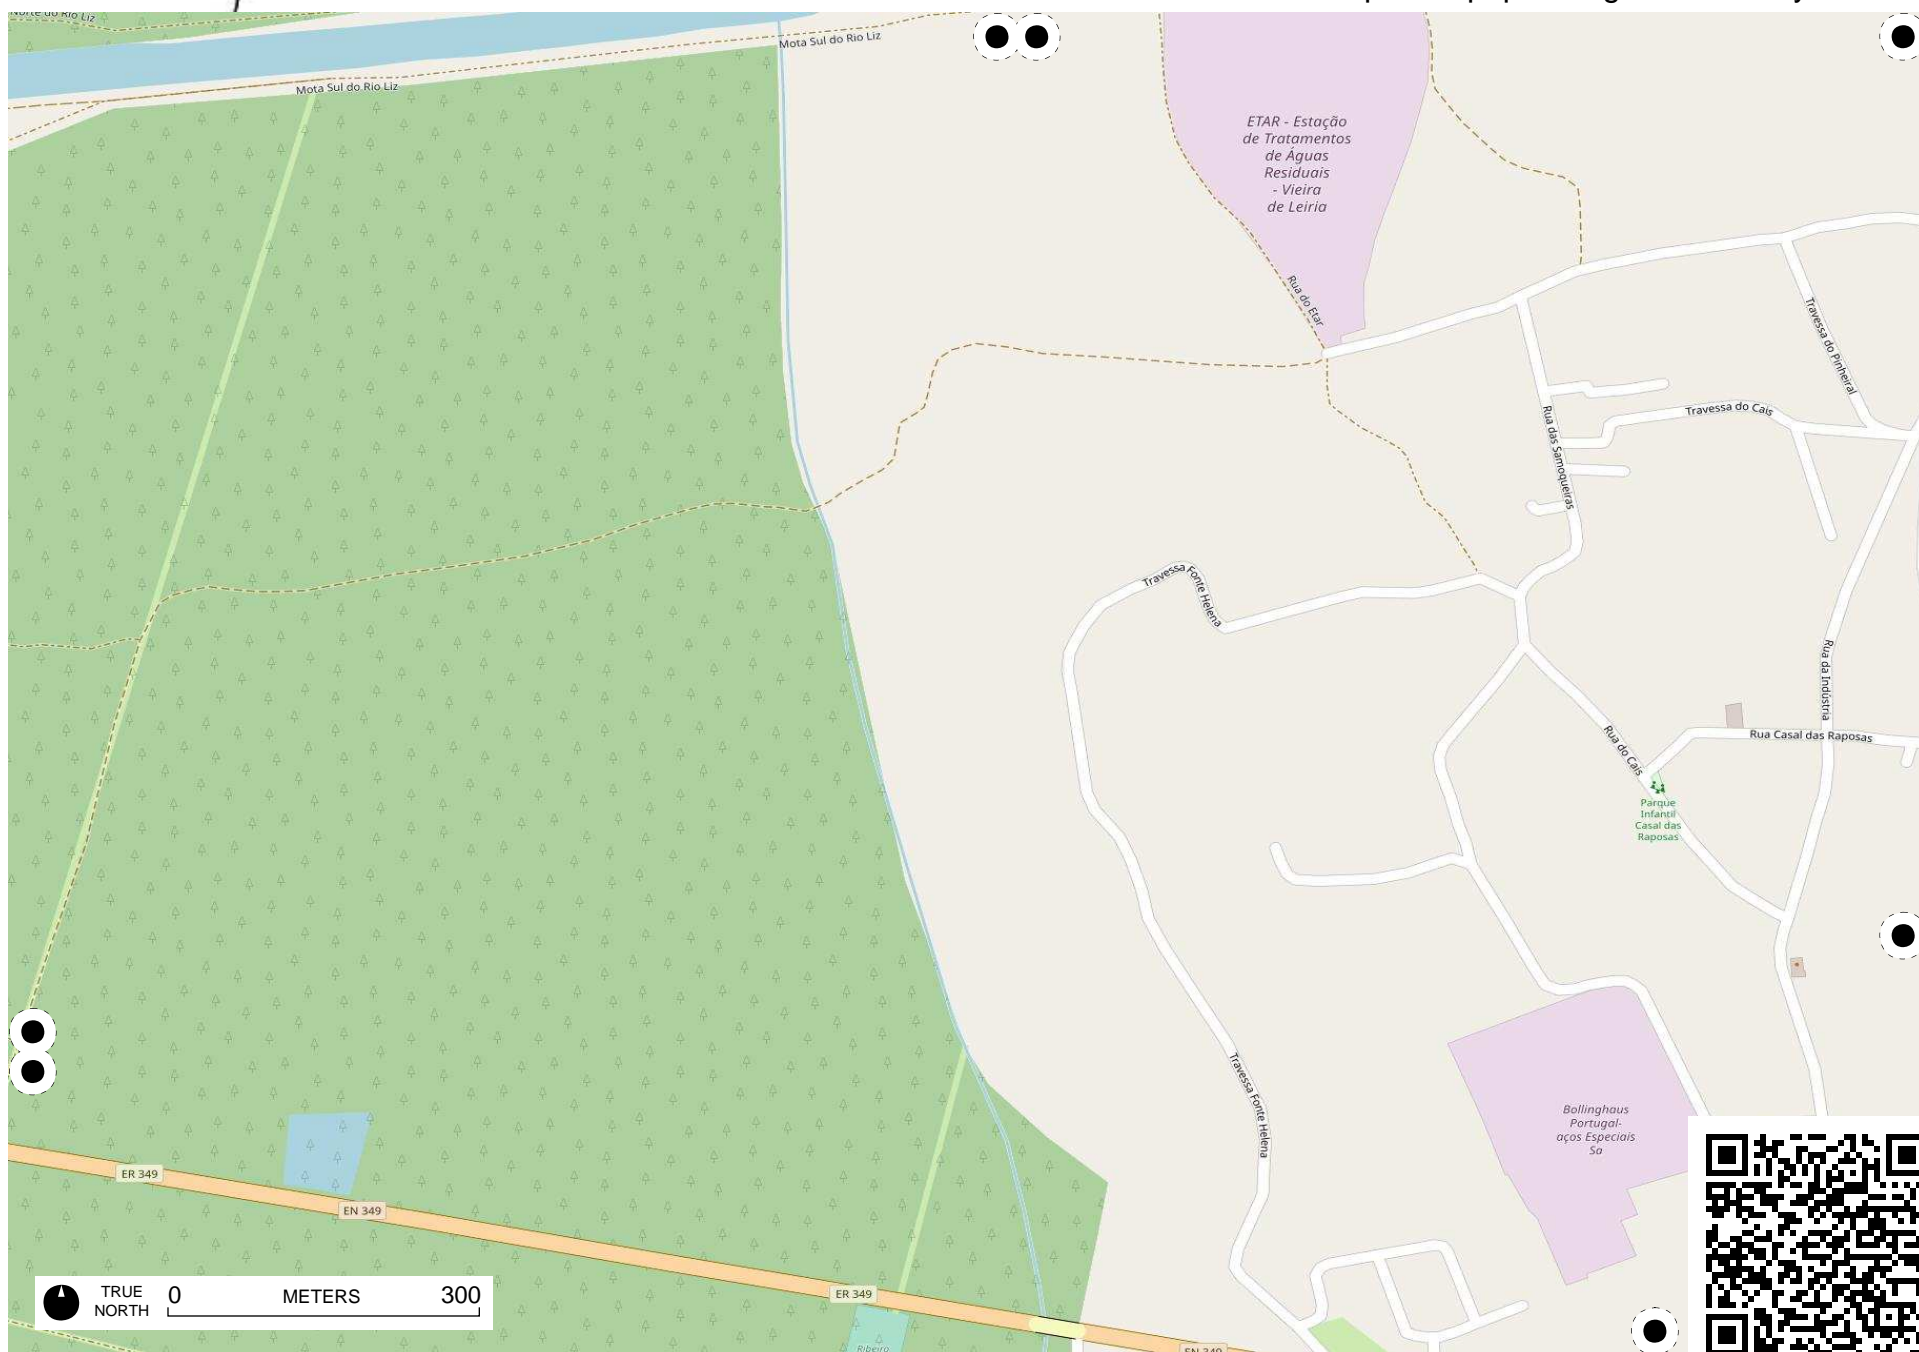 Mota Sul do Rio Liz
Mota Sul do Rio Liz
ETAR - Estação
de Tratamentos
de Águas
Residuais
- Vieira
de Leiria
Rua do Etar
Travessa do Pinheiral
Travessa do Cais
Rua das Samoqueiras
Travessa Fonte Helena
Rua da Indústria
Rua do Cais
Rua Casal das Raposas
Parque
Infantil
Casal das
Raposas
Travessa Fonte Helena
Bollinghaus
Portugal-
aços Especiais
Sa
ER 349
EN 349
ER 349
EN 349
Ribeiro
TRUE
NORTH
0 METERS 300